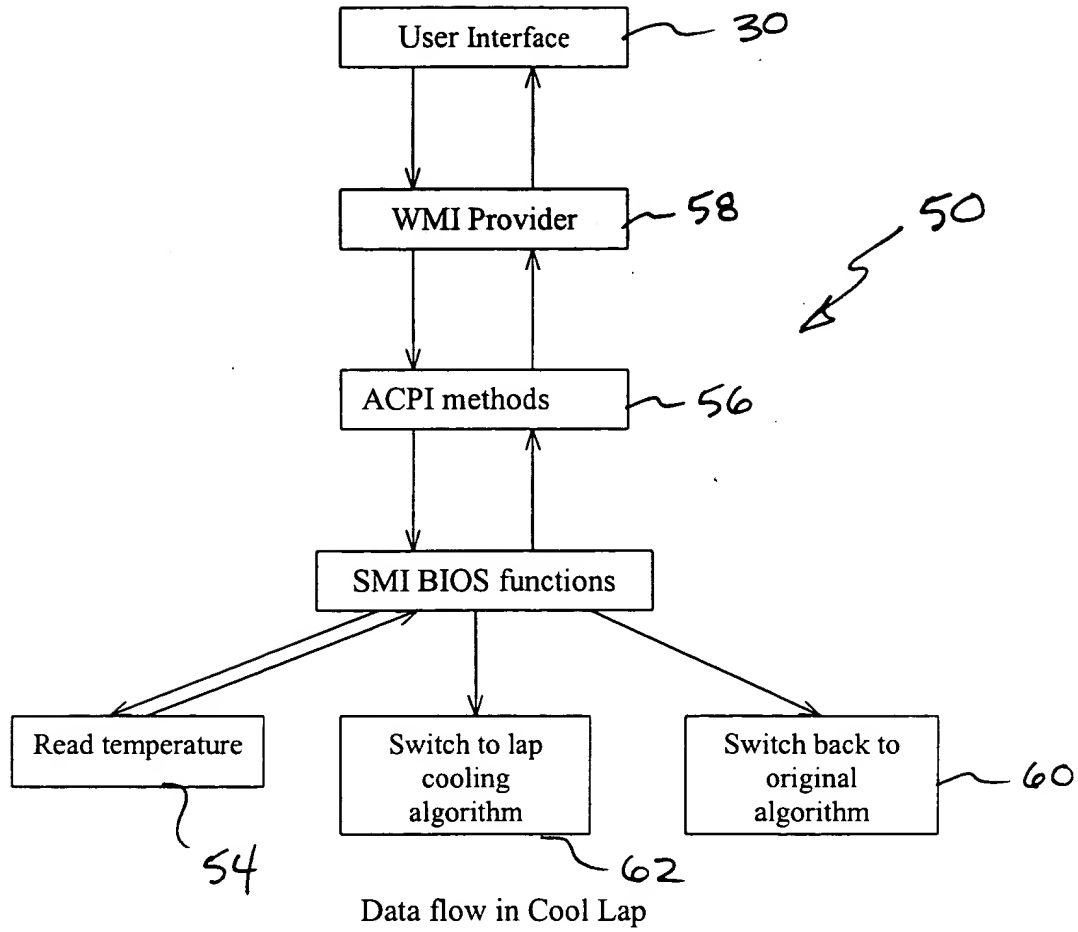 User Interface
30
WMI Provider
58
50
ACPI methods
56
SMI BIOS functions
Read temperature
Switch to lap
cooling
algorithm
Switch back to
original
algorithm
60
54
62
Data flow in Cool Lap